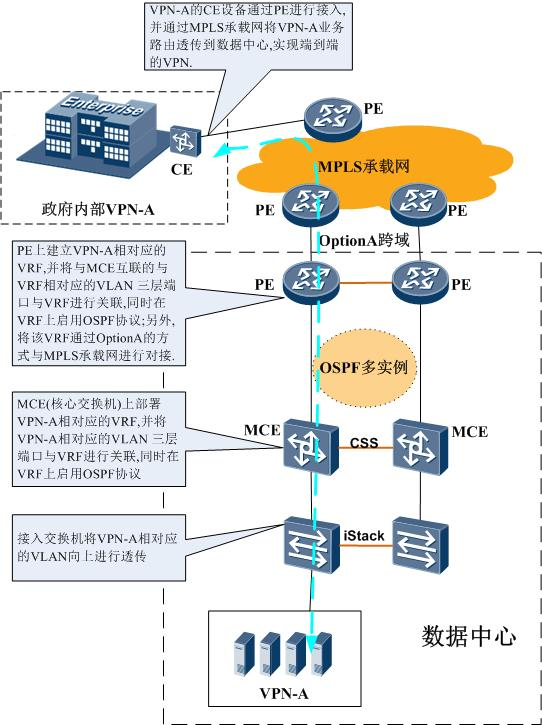 VPN-A的CE设备通过PE进行接入,
并通过MPLS承载网将VPN-A业务
路由透传到数据中心,实现端到端
的VPN.
Enterprise
PE
CE
MPLS承载网
政府内部VPN-A
PE
PE
OptionA跨域
PE上建立VPN-A相对应的
VRF,并将与MCE互联的与
VRF相对应的VLAN 三层端
口与VRF进行关联,同时在
VRF上启用OSPF协议;另外,
将该VRF通过OptionA的方
式与MPLS承载网进行对接.
PE
PE
OSPF多实例
MCE(核心交换机)上部署
VPN-A相对应的VRF,并将
VPN-A相对应的VLAN 三层
端口与VRF进行关联,同时在
VRF上启用OSPF协议
MCE
CSS
MCE
接入交换机将VPN-A相对应
的VLAN向上进行透传
iStack
数据中心
VPN-A